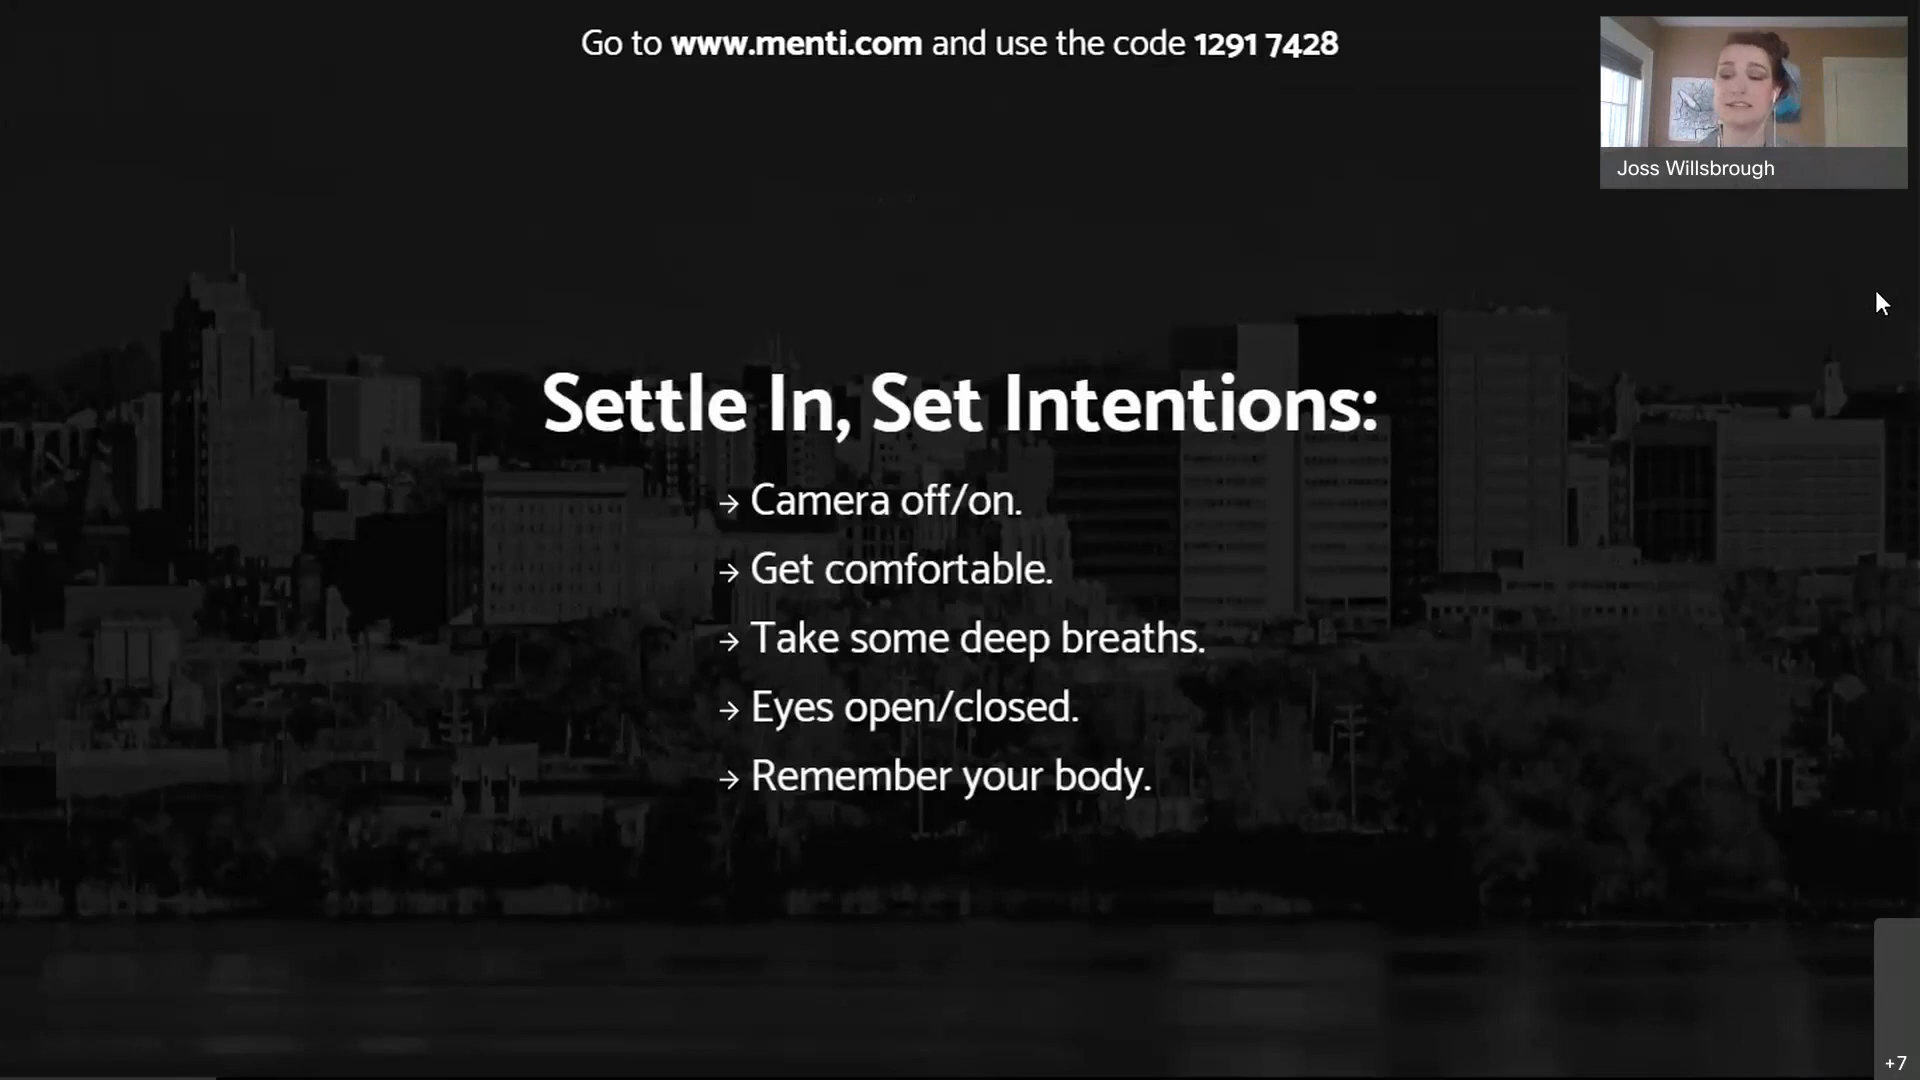 Go to www.menti.com and use the code 1291 7428
Joss Willsbrough
Settle In, Set Intentions:
→ Camera off/on.
→ Get comfortable.
→ Take some deep breaths.
→ Eyes open/closed.
→ Remember your body.
+7